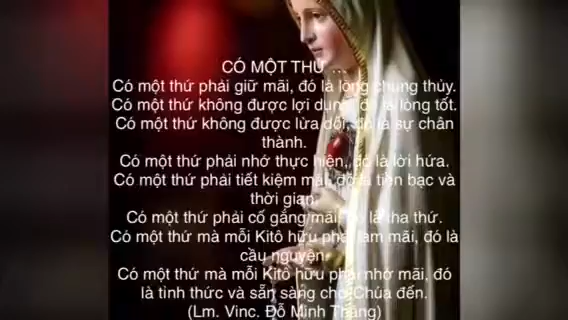 CÓ MỘT THỨ
Có một thứ phải giữ mãi, đó là lòng chung thủy.
Có một thứ không được lợi dụng, đó là lòng tốt.
Có một thứ không được lừa dối, đó là sự chân
thành.
Có một thứ phải nhớ thực hiện, đó là lời hứa.
Có một thứ phải tiết kiệm mãi, đó là tiền bạc và
thời gian.
Có một thứ phải cố gắng mãi, đó là tha thứ.
Có một thứ mà mỗi Kitô hữu phải làm mãi, đó là
cầu nguyện.
Có một thứ mà mỗi Kitô hữu phải nhớ mãi, đó
là tỉnh thức và sẵn sàng chờ Chúa đến.
(Lm. Vinc. Đỗ Minh Thăng)